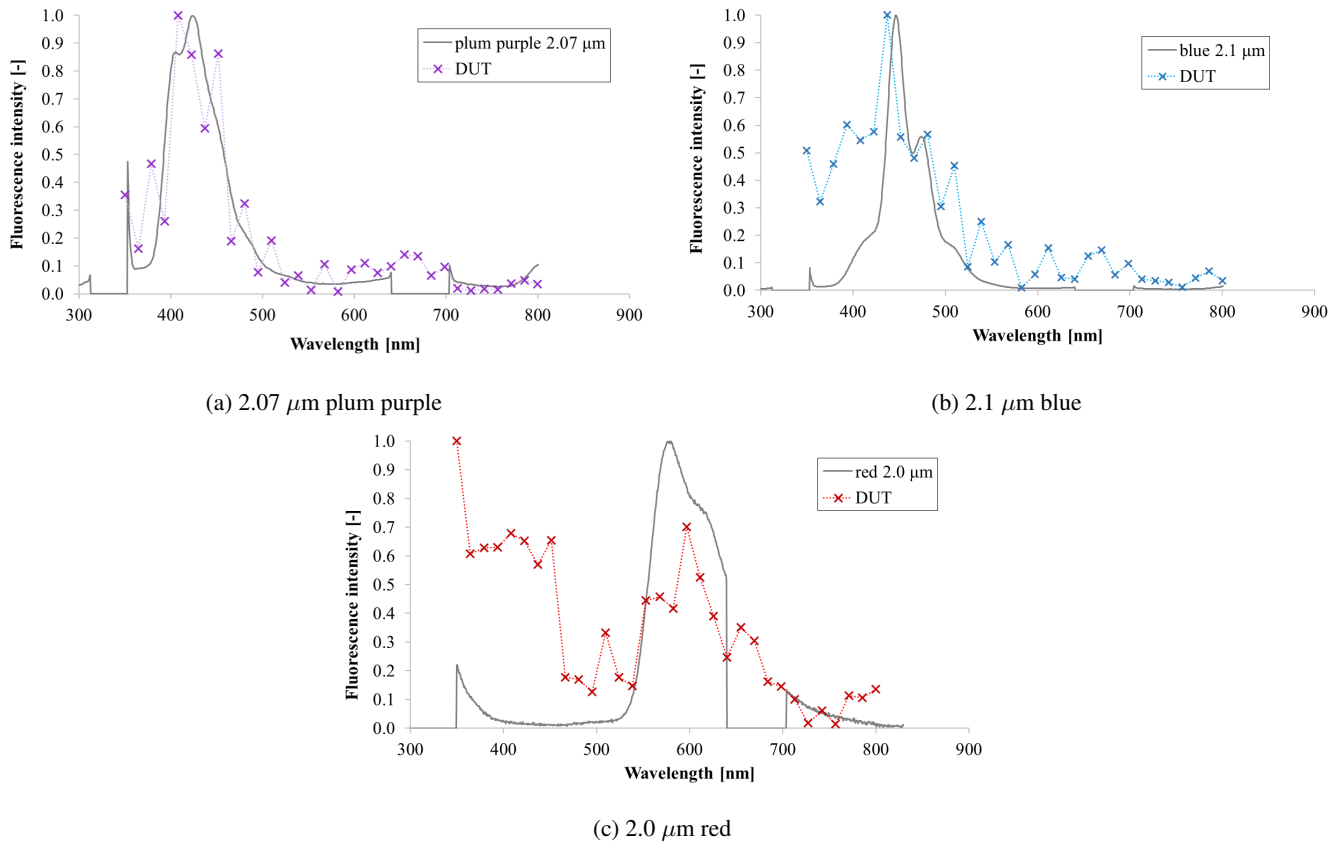 Fluorescence intensity [-]
1.0
0.9
0.8
0.7
0.6
0.5
0.4
0.3
0.2
0.1
0.0
300 400 500 600 700 800 900
Wavelength [nm]
plum purple 2.07 μm
DUT
(a) 2.07 μm plum purple
Fluorescence intensity [-]
1.0
0.9
0.8
0.7
0.6
0.5
0.4
0.3
0.2
0.1
0.0
300 400 500 600 700 800 900
Wavelength [nm]
blue 2.1 μm
DUT
(b) 2.1 μm blue
Fluorescence intensity [-]
1.0
0.9
0.8
0.7
0.6
0.5
0.4
0.3
0.2
0.1
0.0
300 400 500 600 700 800 900
Wavelength [nm]
red 2.0 μm
DUT
(c) 2.0 μm red